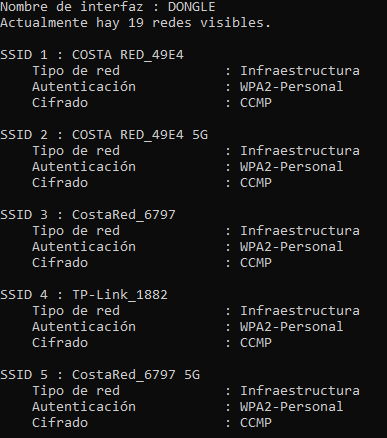 Nombre de interfaz : DONGLE
Actualmente hay 19 redes visibles.
SSID 1 : COSTA RED_49E4
Tipo de red : Infraestructura
Autenticación : WPA2-Personal
Cifrado : CCMP
SSID 2 : COSTA RED_49E4 5G
Tipo de red : Infraestructura
Autenticación : WPA2-Personal
Cifrado : CCMP
SSID 3 : CostaRed_6797
Tipo de red : Infraestructura
Autenticación : WPA2-Personal
Cifrado : CCMP
SSID 4 : TP-Link_1882
Tipo de red : Infraestructura
Autenticación : WPA2-Personal
Cifrado : CCMP
SSID 5 : CostaRed_6797 5G
Tipo de red : Infraestructura
Autenticación : WPA2-Personal
Cifrado : CCMP